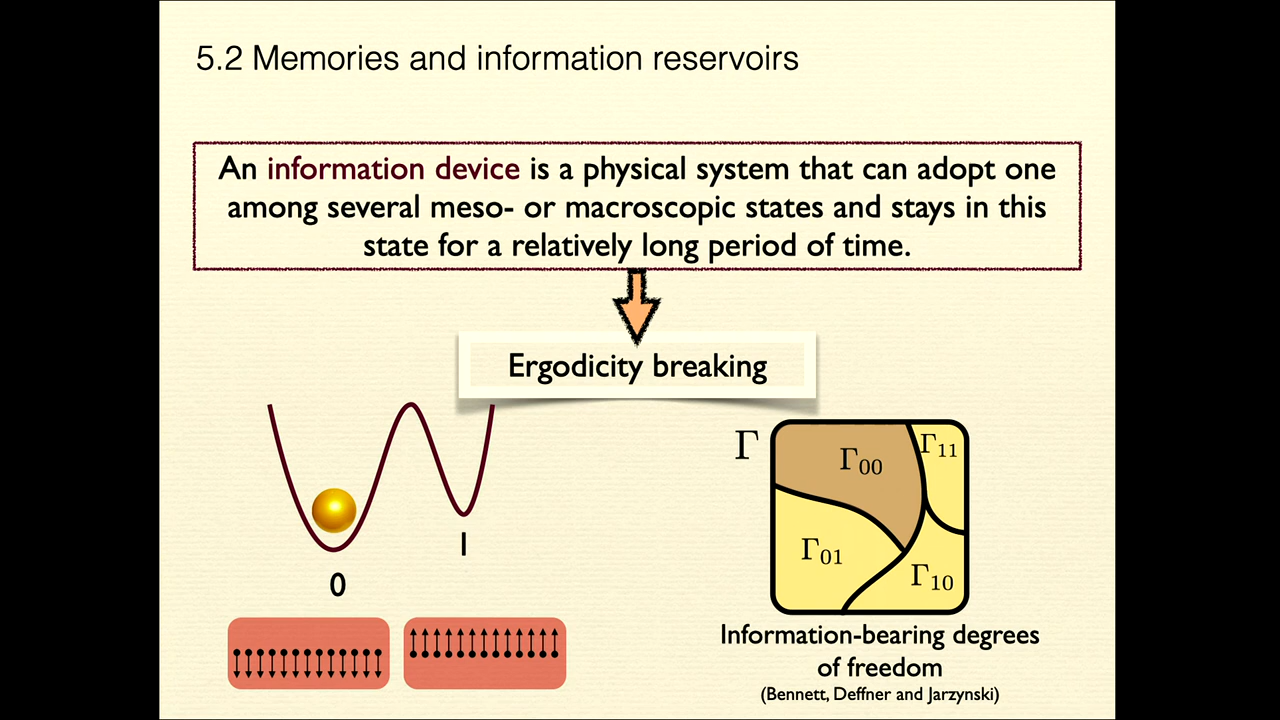 5.2 Memories and information reservoirs
An information device is a physical system that can adopt one
among several meso- or macroscopic states and stays in this
state for a relatively long period of time.
Ergodicity breaking
0
1
Γ
Γ00
Γ11
Γ01
Γ10
Information-bearing degrees
of freedom
(Bennett, Deffner and Jarzynski)